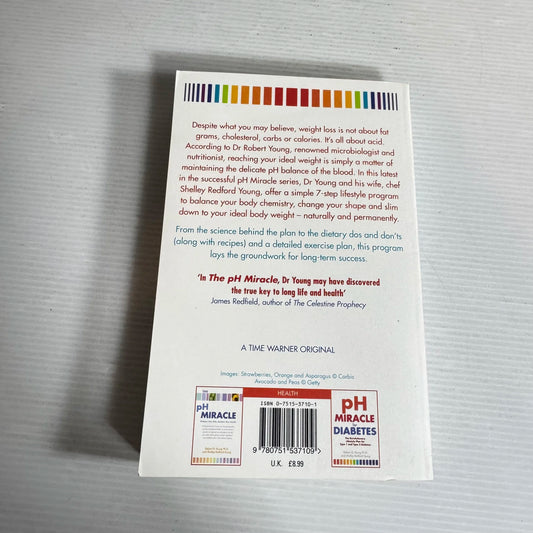 Despite what you may believe, weight loss is not about fat
grams, cholesterol, carbs or calories. It's all about acid.
According to Dr Robert Young, renowned microbiologist and
nutritionist, reaching your ideal weight is simply a matter of
maintaining the delicate pH balance of the blood. In this latest
in the successful pH Miracle series, Dr Young and his wife, chef
Shelley Redford Young, offer a simple 7-step lifestyle program
to balance your body chemistry, change your shape and slim
down to your ideal body weight – naturally and permanently.
From the science behind the plan to the dietary dos and don'ts
(along with recipes) and a detailed exercise plan, this program
lays the groundwork for long-term success.
'In The pH Miracle, Dr Young may have discovered
the true key to long life and health'
James Redfield, author of The Celestine Prophecy
A TIME WARNER ORIGINAL
Images: Strawberries, Orange and Asparagus © Corbis
Avocado and Peas © Getty
HEALTH
ISBN 0-7515-3710-1
9 780751 537109 >
U.K. £8.99
pH
MIRACLE
pH
MIRACLE
for
DIABETES